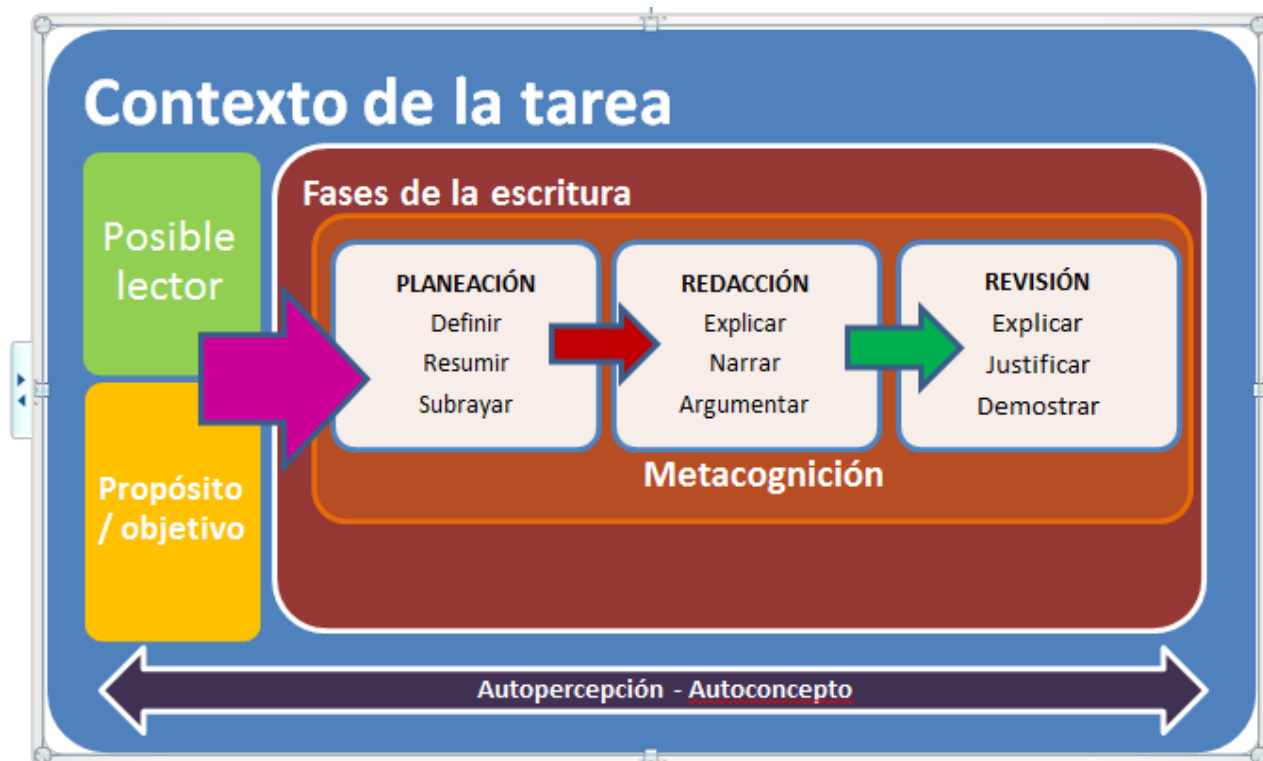 Contexto de la tarea
Posible
lector
Propósito
/ objetivo
Fases de la escritura
PLANEACIÓN
Definir
Resumir
Subrayar
REDACCIÓN
Explicar
Narrar
Argumentar
REVISIÓN
Explicar
Justificar
Demostrar
Metacognición
Autopercepción - Autoconcepto